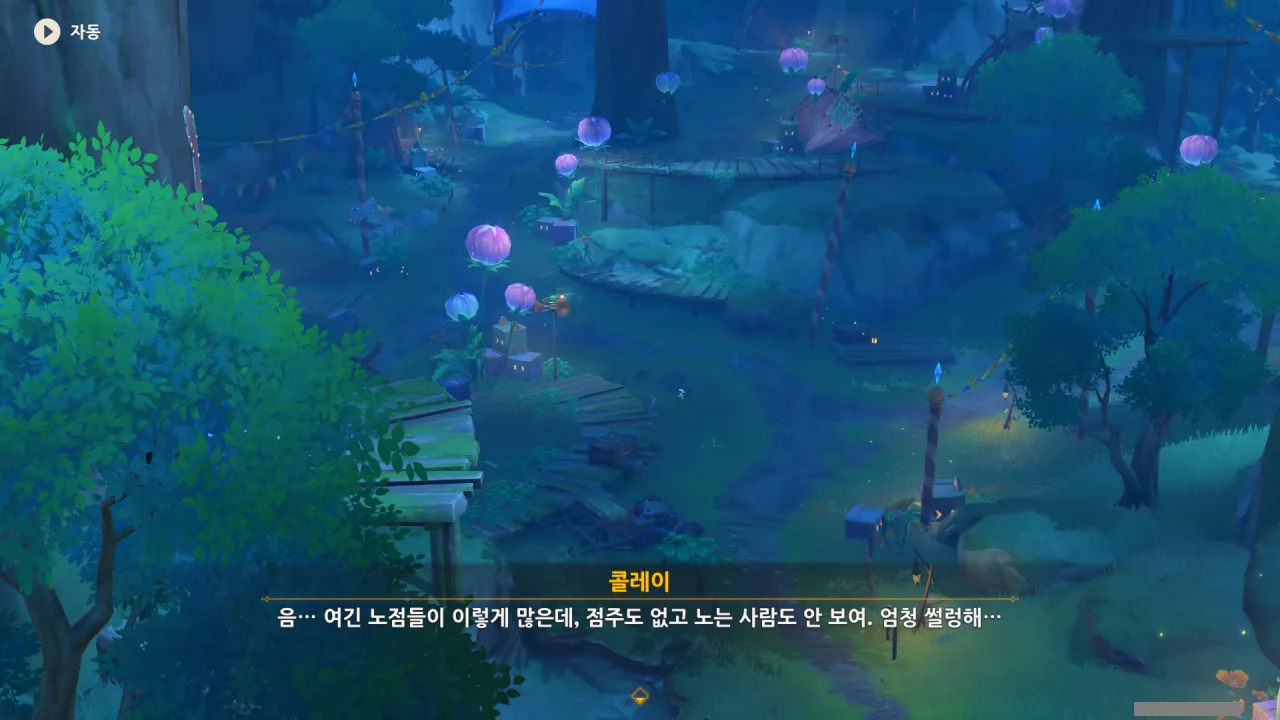 자동
콜레이
음… 여긴 노점들이 이렇게 많은데, 점주도 없고 노는 사람도 안 보여. 엄청 썰렁해…